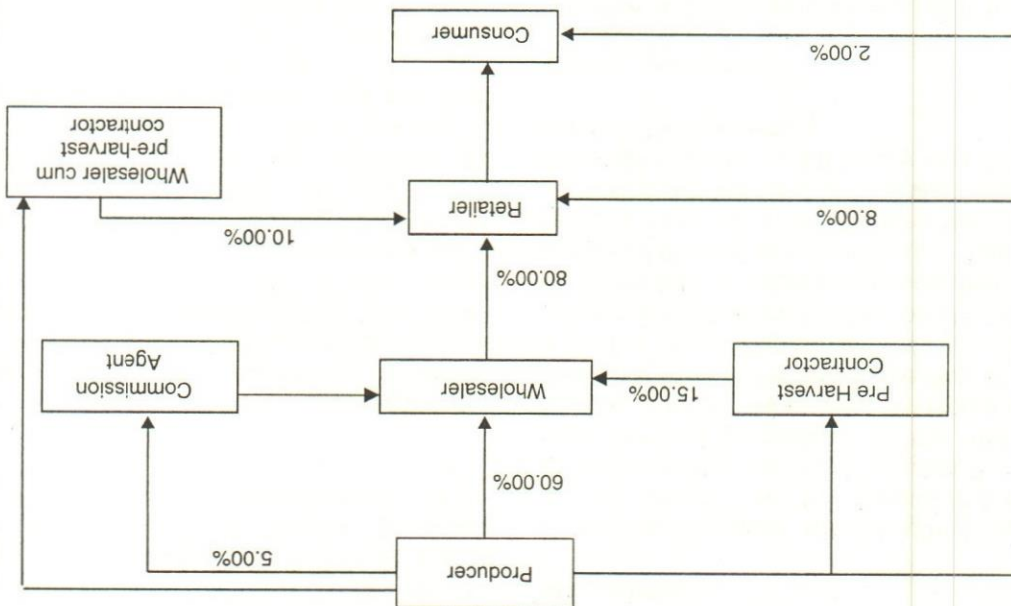 Producer
5.00%
60.00%
Pre Harvest
Contractor
15.00%
Wholesaler
Commission
Agent
80.00%
8.00%
Retailer
10.00%
Wholesaler cum
pre-harvest
contractor
2.00%
Consumer